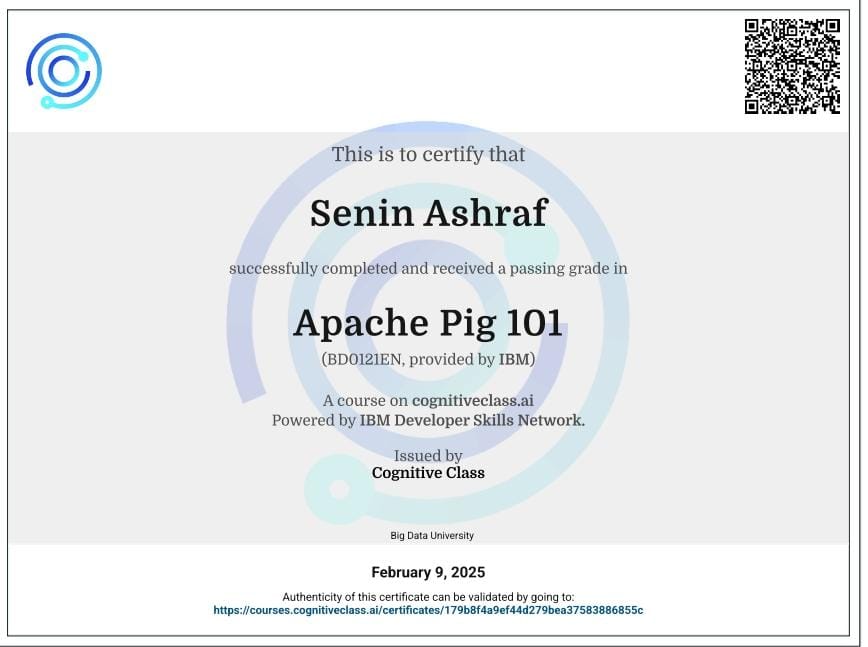 This is to certify that
Senin Ashraf
successfully completed and received a passing grade in
Apache Pig 101
(BD0121EN, provided by IBM)
A course on cognitiveclass.ai
Powered by IBM Developer Skills Network.
Issued by
Cognitive Class
Big Data University
February 9, 2025
Authenticity of this certificate can be validated by going to:
https://courses.cognitiveclass.ai/certificates/179b8f4a9ef44d279bea37583886855c